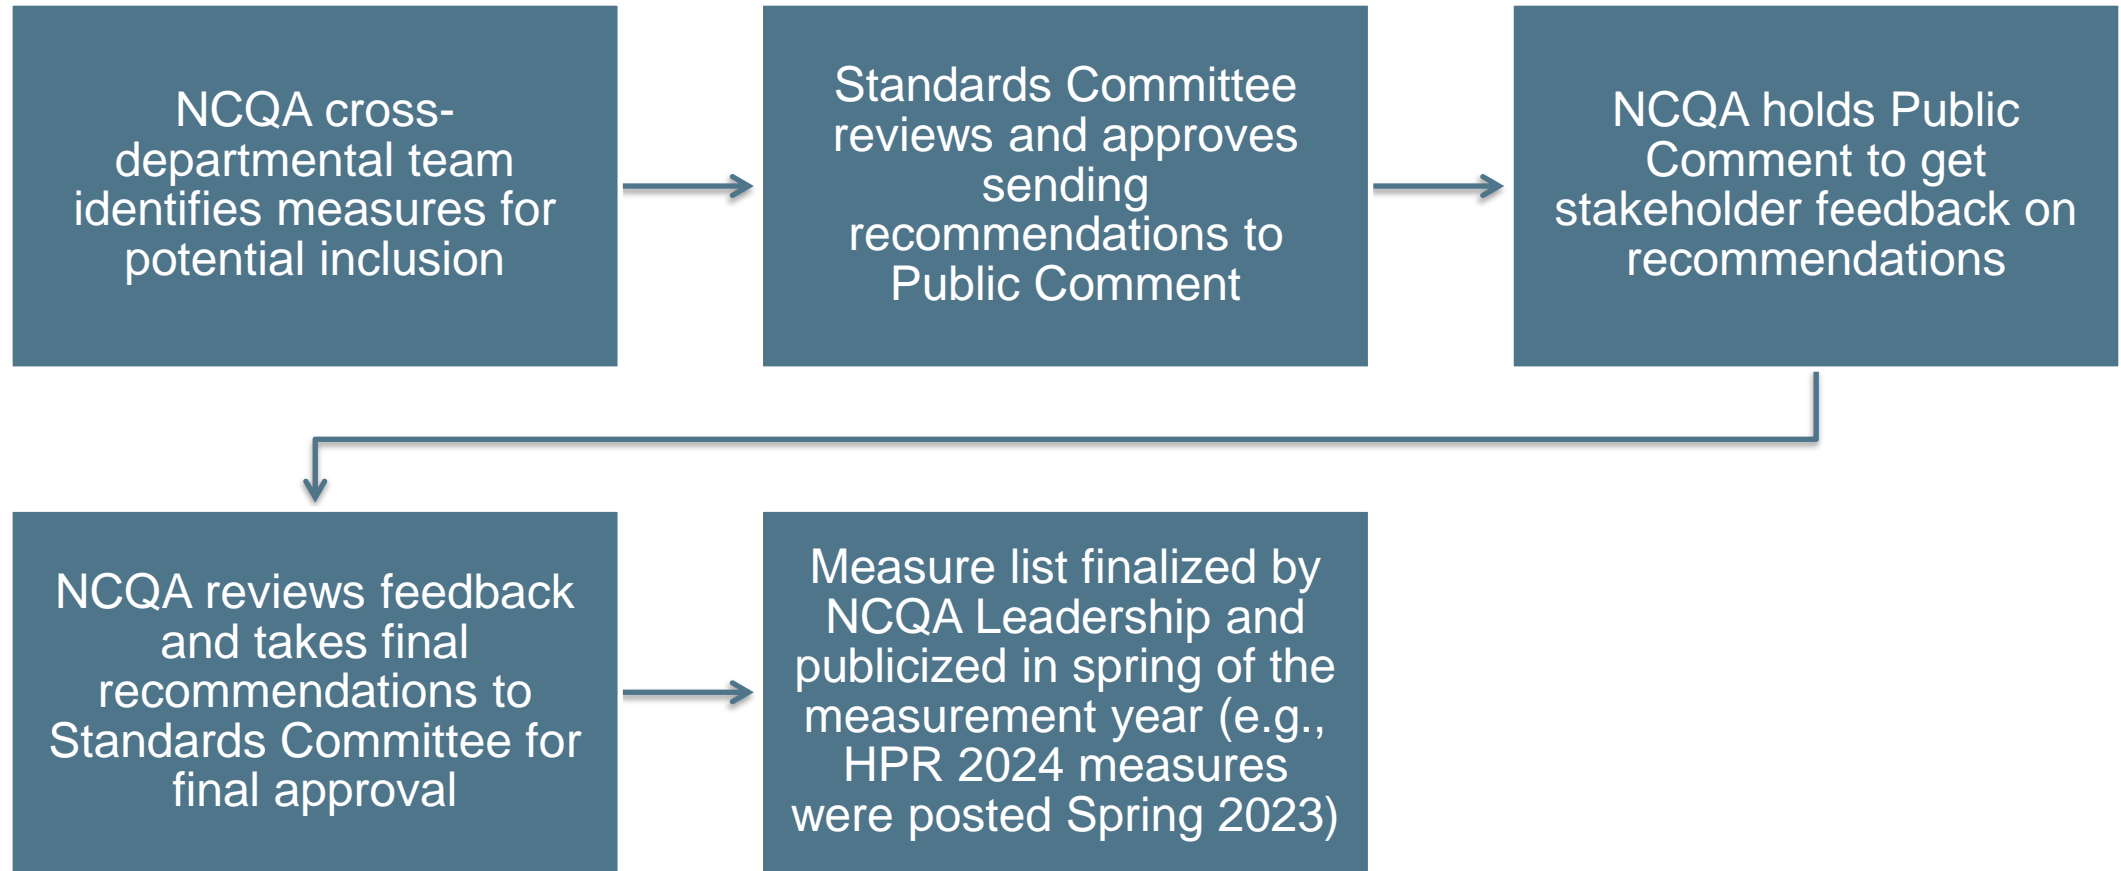 NCQA cross-
departmental team
identifies measures for
potential inclusion
Standards Committee
reviews and approves
sending
recommendations to
Public Comment
NCQA holds Public
Comment to get
stakeholder feedback on
recommendations
NCQA reviews feedback
and takes final
recommendations to
Standards Committee for
final approval
Measure list finalized by
NCQA Leadership and
publicized in spring of the
measurement year (e.g.,
HPR 2024 measures
were posted Spring 2023)